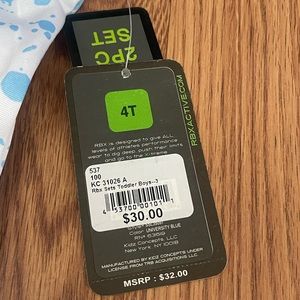 2PC
SET
RBXACTIVE.COM
4T
RBX is designed to give ALL
levels of athletes performance
wear to dig deep, push their limits
and go to the X-treme.
537
100
KC 31026 A
Rbx Sets Toddler Boys--3
$30.00
Color: UNIVERSITY BLUE
Kidz Concepts, LLC
New York, NY 10018
MANUFACTURED BY KIDZ CONCEPTS UNDER
LICENSE FROM TRB ACQUISITIONS LLC
MSRP : $32.00